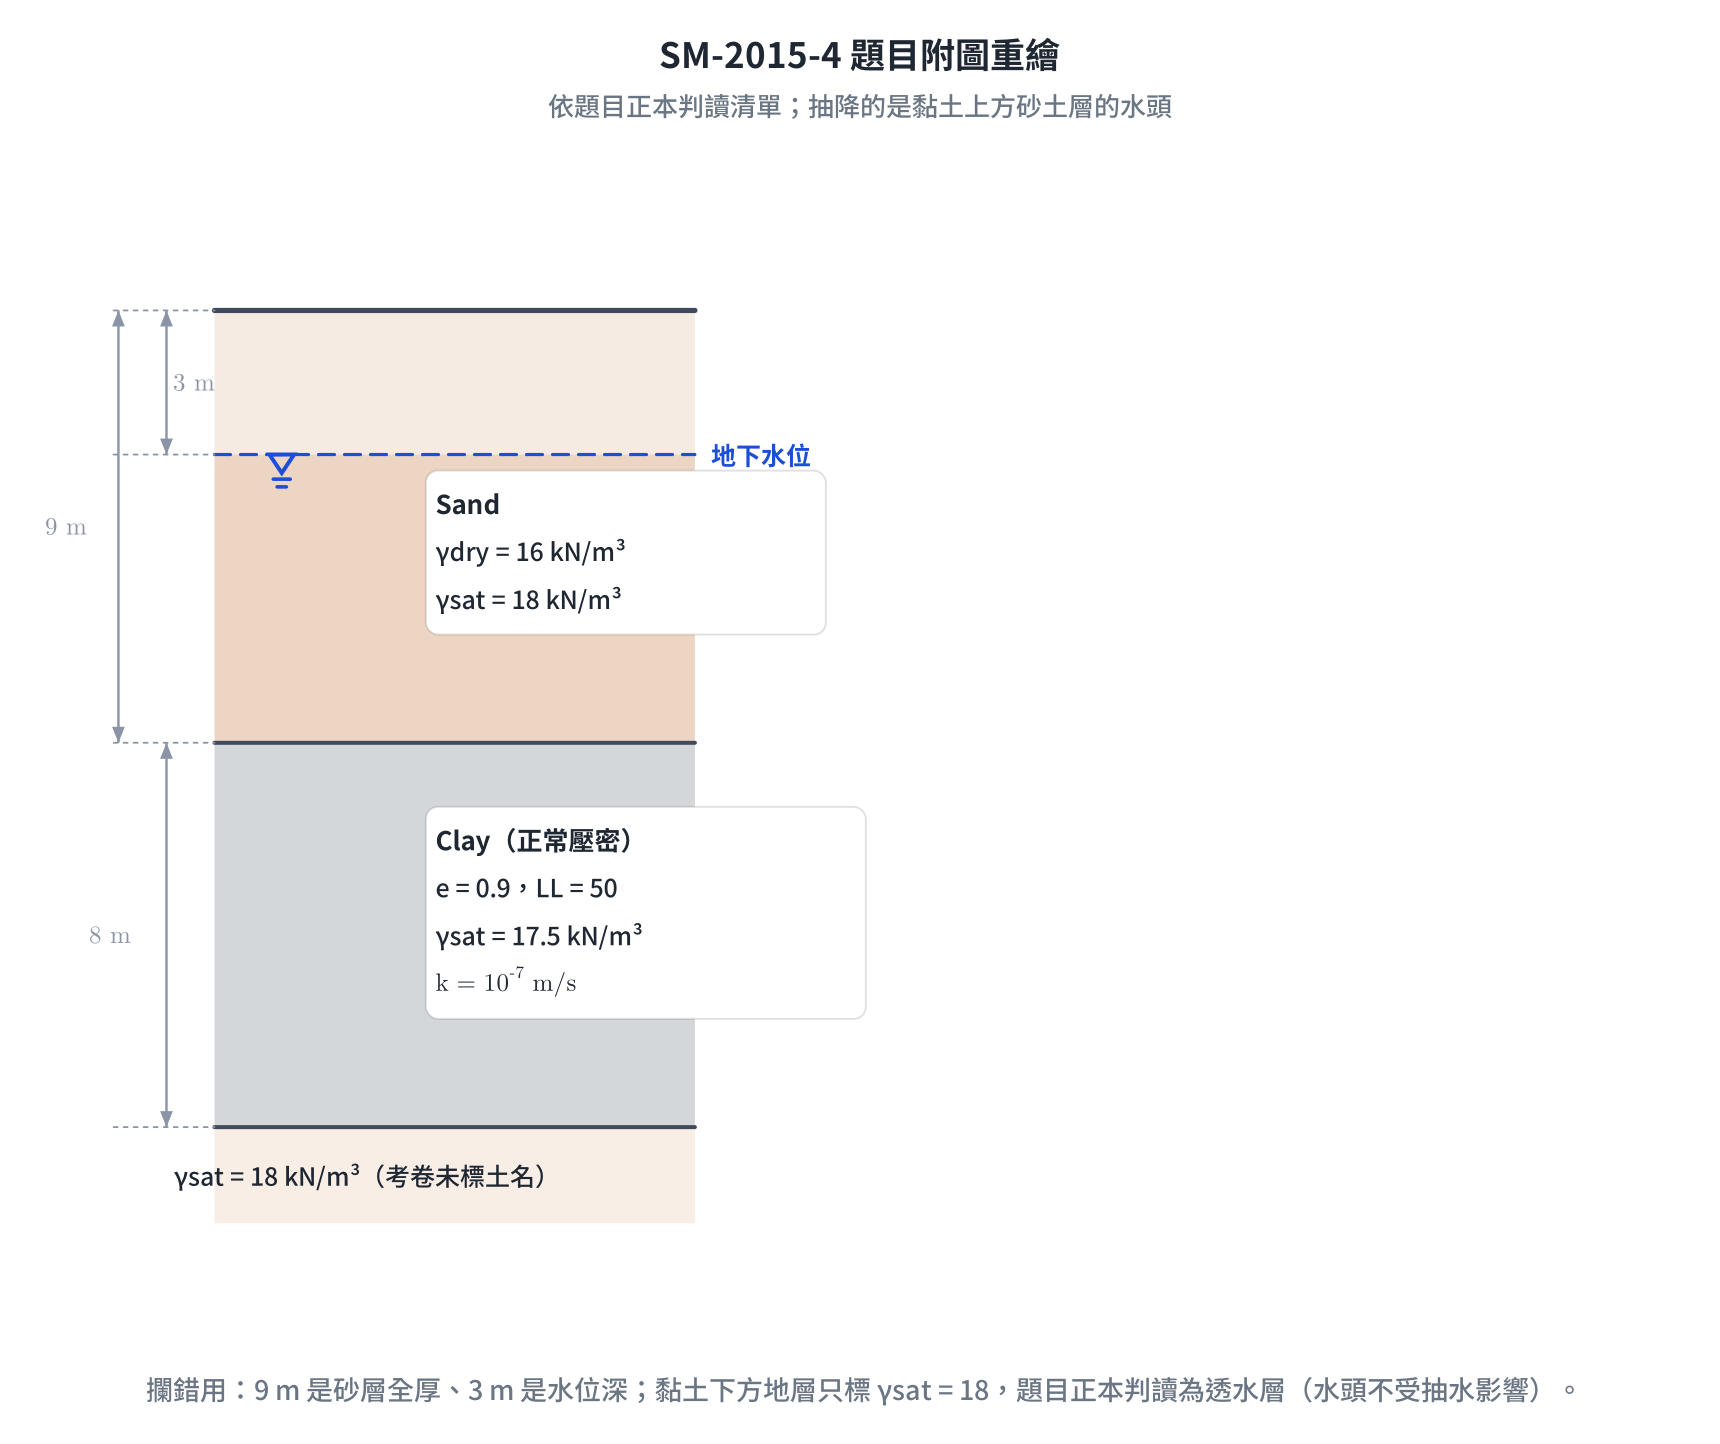 SM-2015-4 題目附圖重繪
依題目正本判讀清單；抽降的是黏土上方砂土層的水頭
3 m
地下水位
9 m
Sand
γdry = 16 kN/m³
γsat = 18 kN/m³
Clay（正常壓密）
e = 0.9，LL = 50
γsat = 17.5 kN/m³
8 m
k = 10⁻⁷ m/s
γsat = 18 kN/m³（考卷未標土名）
攔錯用：9 m 是砂層全厚、3 m 是水位深；黏土下方地層只標 γsat = 18，題目正本判讀為透水層（水頭不受抽水影響）。